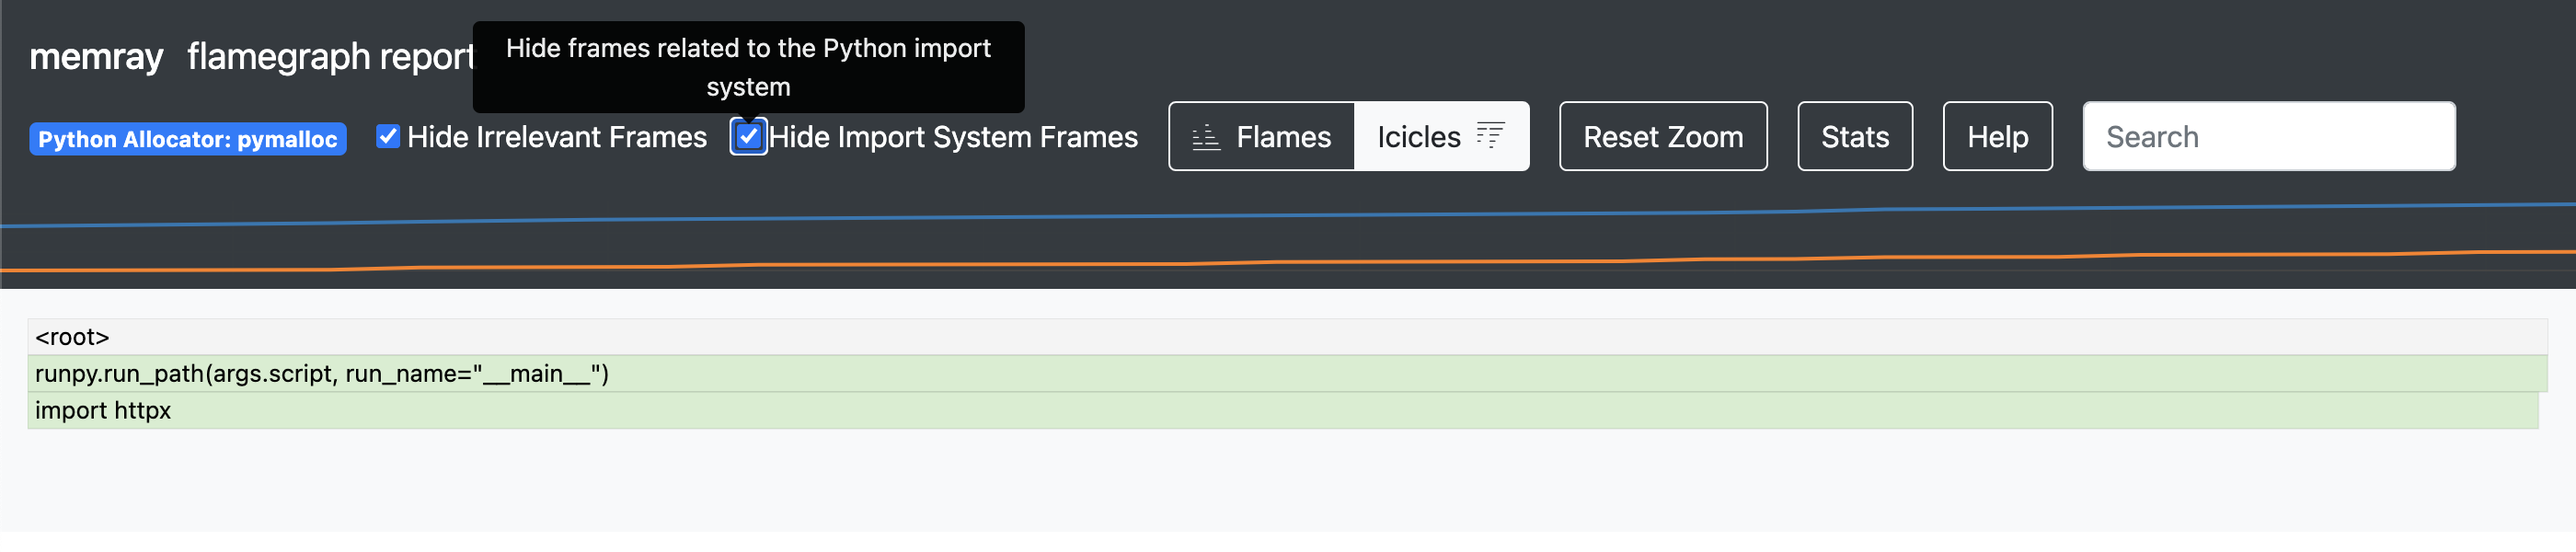 memray flamegraph report
Hide frames related to the Python import
system
Python Allocator: pymalloc Hide Irrelevant Frames Hide Import System Frames Flames Icicles Reset Zoom Stats Help Search
<root>
runpy.run_path(args.script, run_name="__main__")
import httpx